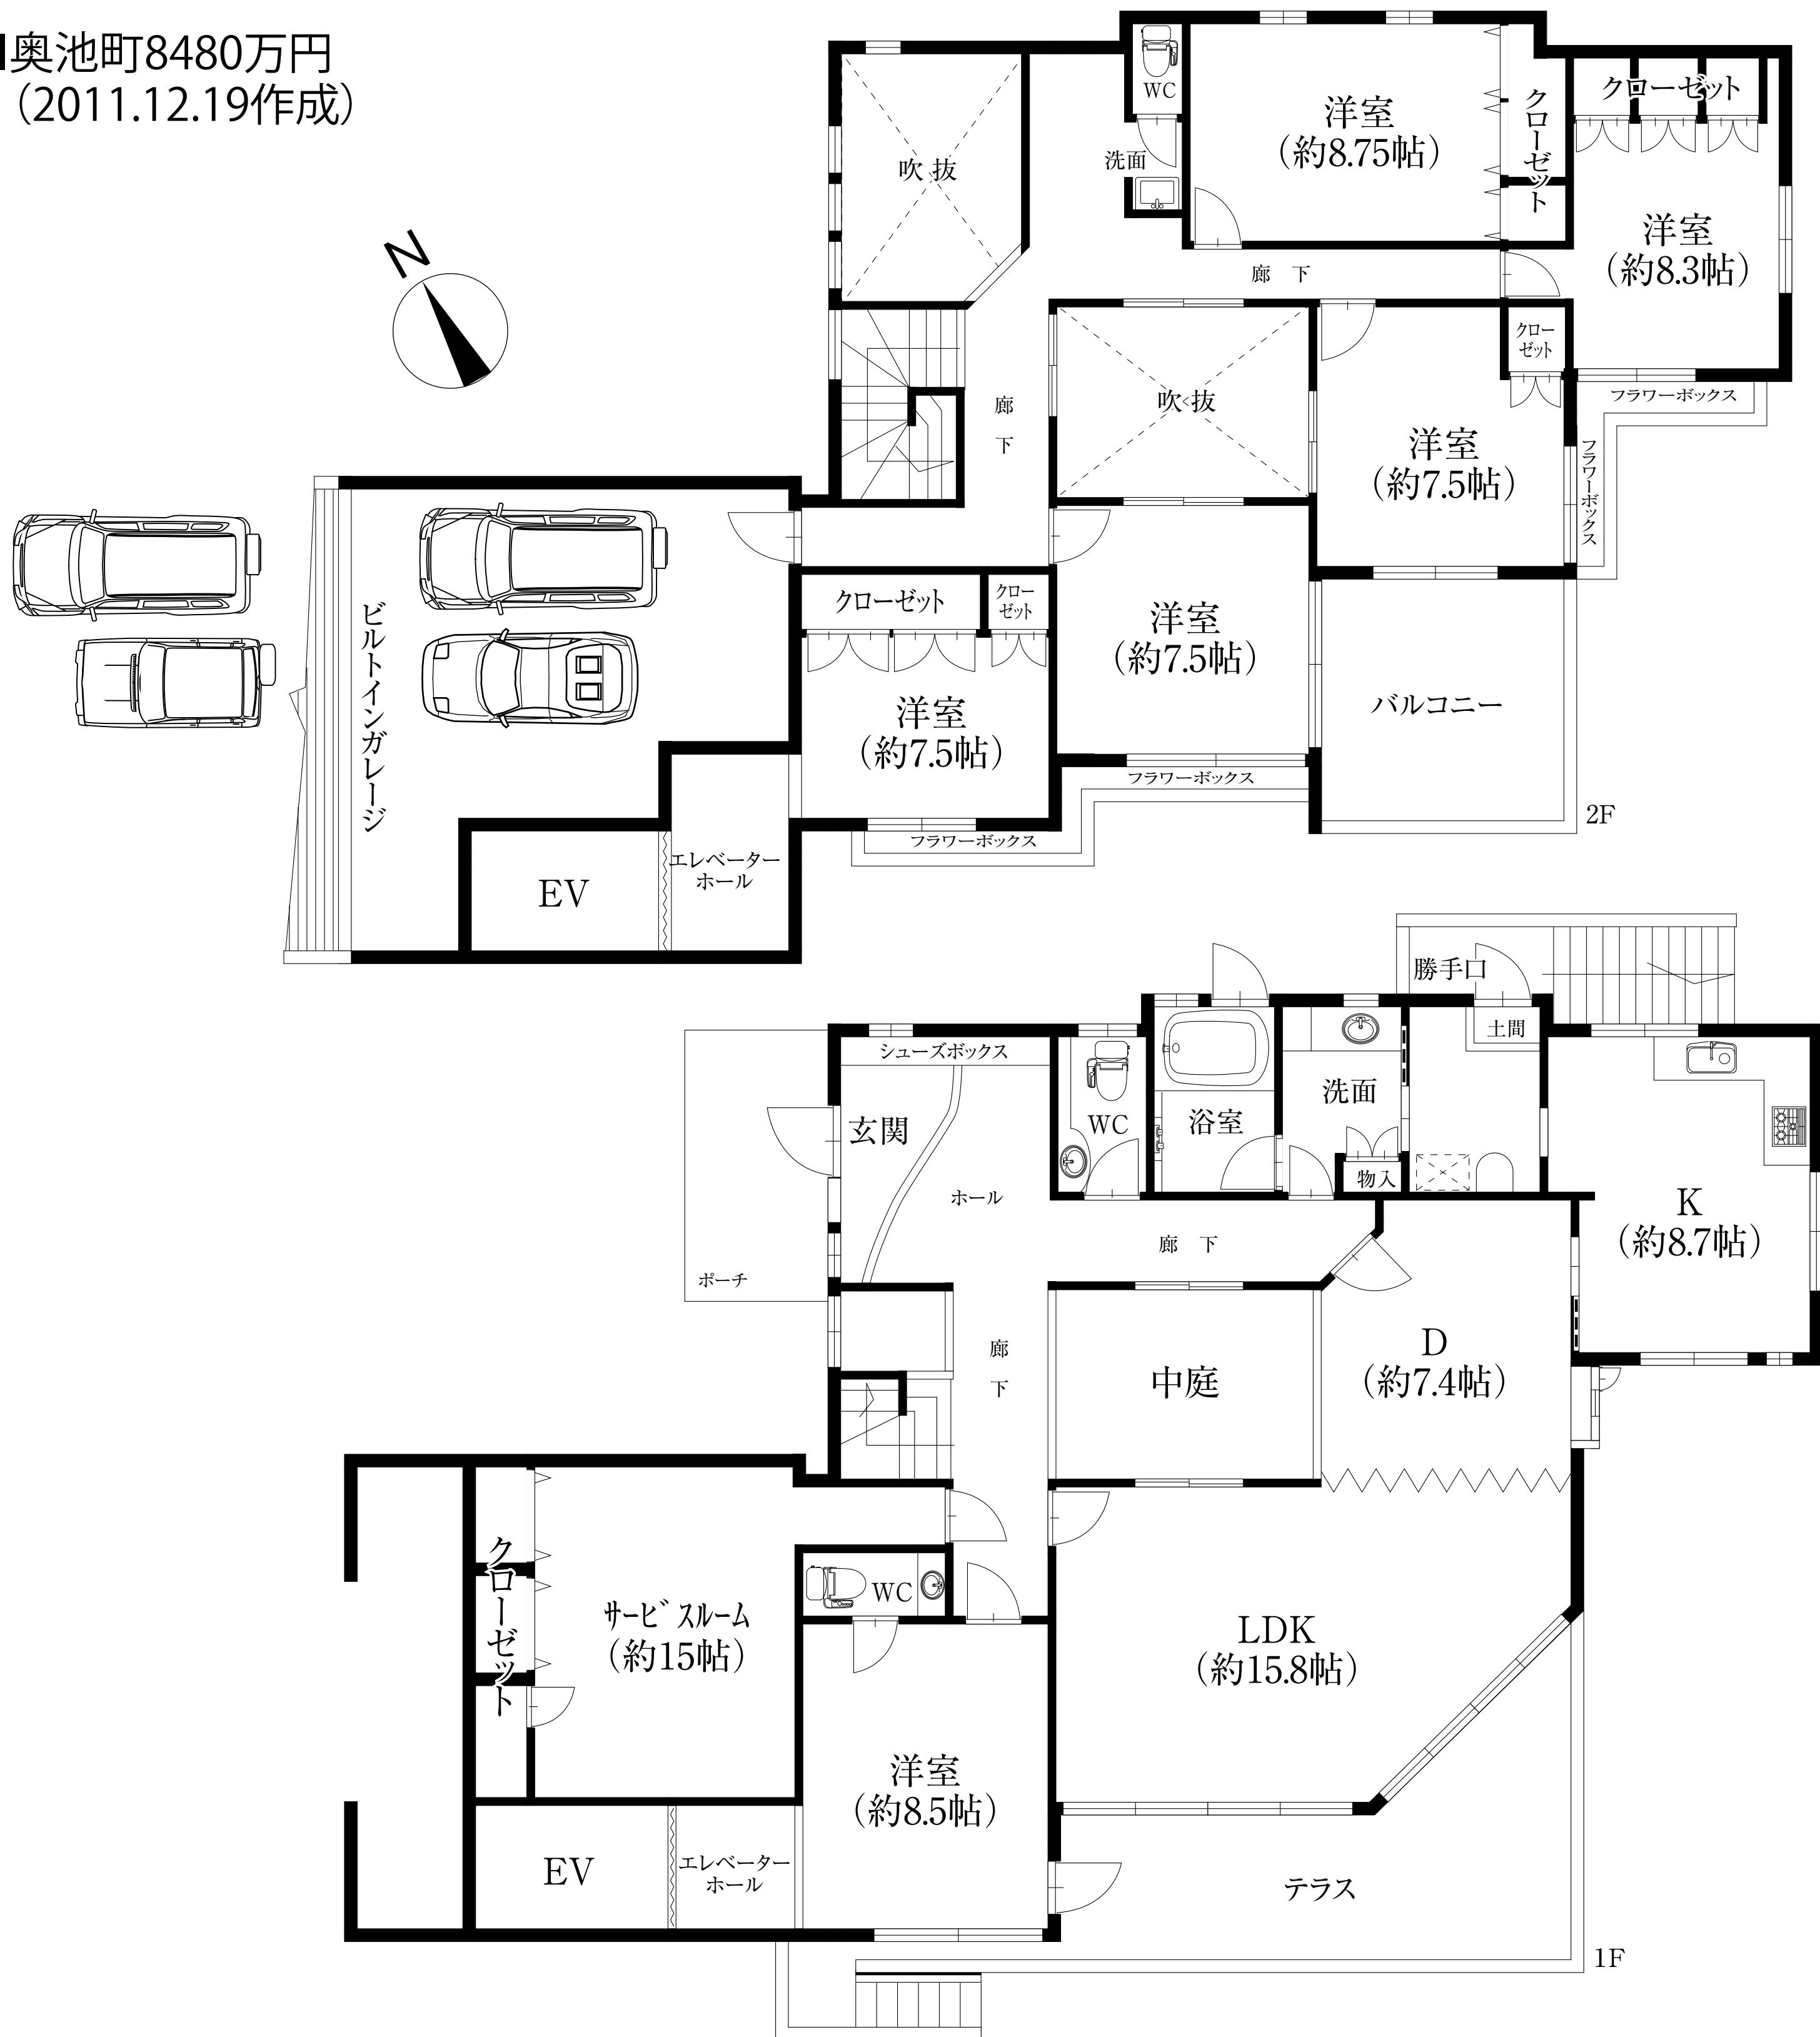 奥池町8480万円
（2011.12.19作成）
N
吹 抜
WC
洗面
洋室
（約8.75帖）
クローゼット
クローゼット
洋室
（約8.3帖）
廊 下
廊
下
吹 抜
クロー
ゼット
洋室
（約7.5帖）
フラワーボックス
フラワーボックス
ビルトインガレージ
クローゼット
クロー
ゼット
洋室
（約7.5帖）
洋室
（約7.5帖）
バルコニー
フラワーボックス
フラワーボックス
EV
エレベーター
ホール
2F
勝手口
土間
シューズボックス
玄関
ホール
WC
浴室
洗面
物入
K
（約8.7帖）
ポーチ
廊 下
廊
下
中庭
D
（約7.4帖）
クローゼット
サービスルーム
（約15帖）
WC
LDK
（約15.8帖）
洋室
（約8.5帖）
EV
エレベーター
ホール
テラス
1F